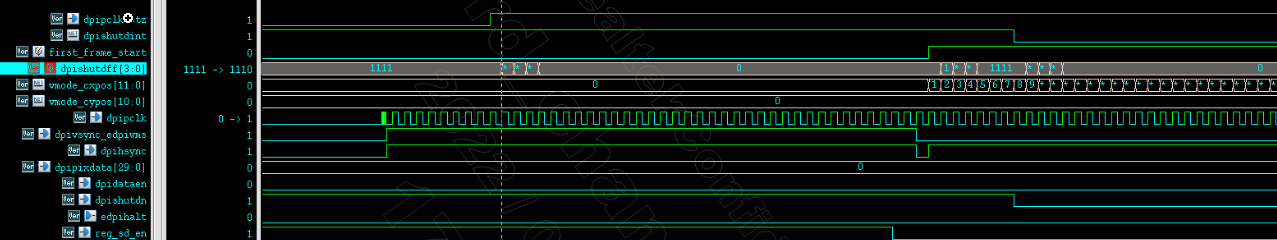 dpipclk tz 1
dpishutdint 1
first_frame_start 0
dpishutdff[3:0] 1111 -> 1110 1111 * * * 0 1 * * 1111 * * * 0
vmode_cxpos[11:0] 0 0 1 2 3 4 5 6 7 8 9 * * * * * * * * * * * *
vmode_cypos[10:0] 0 0
dpipclk 0 -> 1
dpivsync_edpivms 1
dpihsync 1
dpipixdata[29:0] 0 0
dpidataen 0
dpishutdn 1
edpihalt 0
reg_sd_en 1